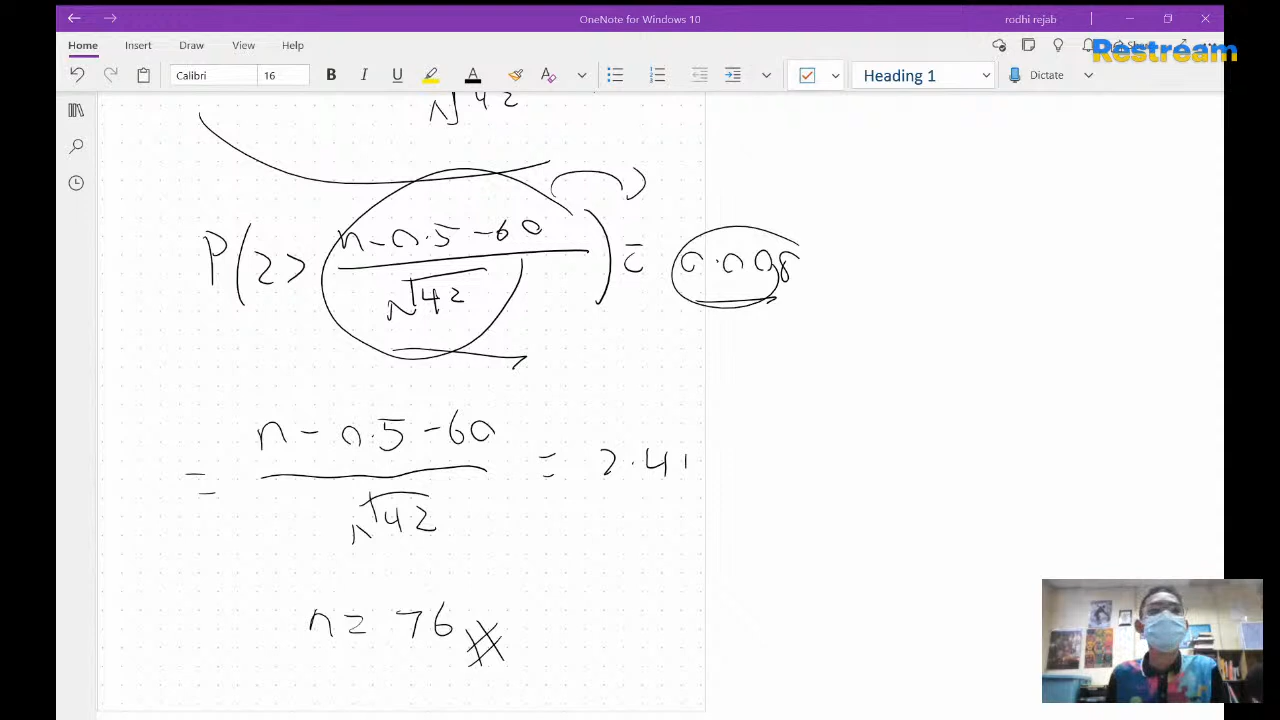 OneNote for Windows 10
rodhi rejab
Restream
Home Insert Draw View Help
Calibri 16 B I U A A Heading 1 Dictate
√42
P(Z > n-0.5-60 / √42) = 0.008
= n-0.5-60 / √42 = 2.41
n = 76